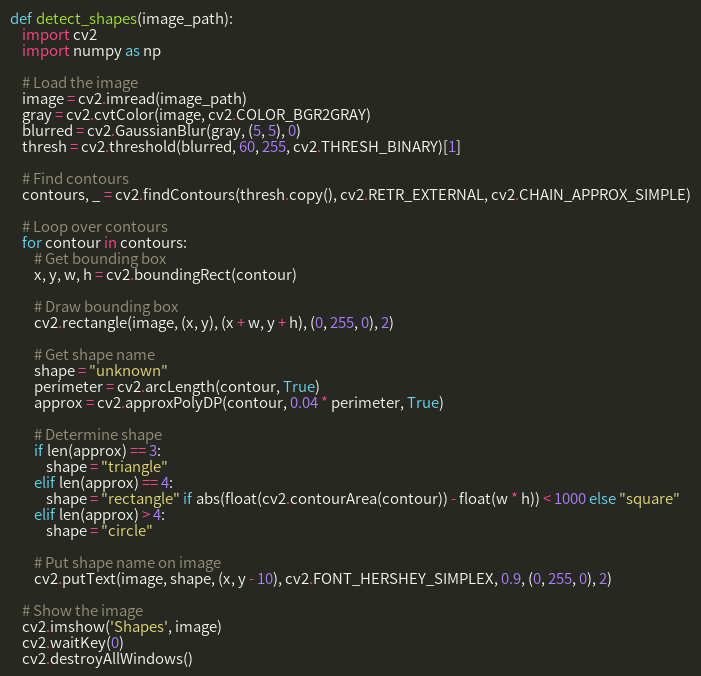 def detect_shapes(image_path):
    import cv2
    import numpy as np

    # Load the image
    image = cv2.imread(image_path)
    gray = cv2.cvtColor(image, cv2.COLOR_BGR2GRAY)
    blurred = cv2.GaussianBlur(gray, (5, 5), 0)
    thresh = cv2.threshold(blurred, 60, 255, cv2.THRESH_BINARY)[1]

    # Find contours
    contours, _ = cv2.findContours(thresh.copy(), cv2.RETR_EXTERNAL, cv2.CHAIN_APPROX_SIMPLE)

    # Loop over contours
    for contour in contours:
        # Get bounding box
        x, y, w, h = cv2.boundingRect(contour)

        # Draw bounding box
        cv2.rectangle(image, (x, y), (x + w, y + h), (0, 255, 0), 2)

        # Get shape name
        shape = "unknown"
        perimeter = cv2.arcLength(contour, True)
        approx = cv2.approxPolyDP(contour, 0.04 * perimeter, True)

        # Determine shape
        if len(approx) == 3:
            shape = "triangle"
        elif len(approx) == 4:
            shape = "rectangle" if abs(float(cv2.contourArea(contour)) - float(w * h)) < 1000 else "square"
        elif len(approx) > 4:
            shape = "circle"

        # Put shape name on image
        cv2.putText(image, shape, (x, y - 10), cv2.FONT_HERSHEY_SIMPLEX, 0.9, (0, 255, 0), 2)

    # Show the image
    cv2.imshow('Shapes', image)
    cv2.waitKey(0)
    cv2.destroyAllWindows()